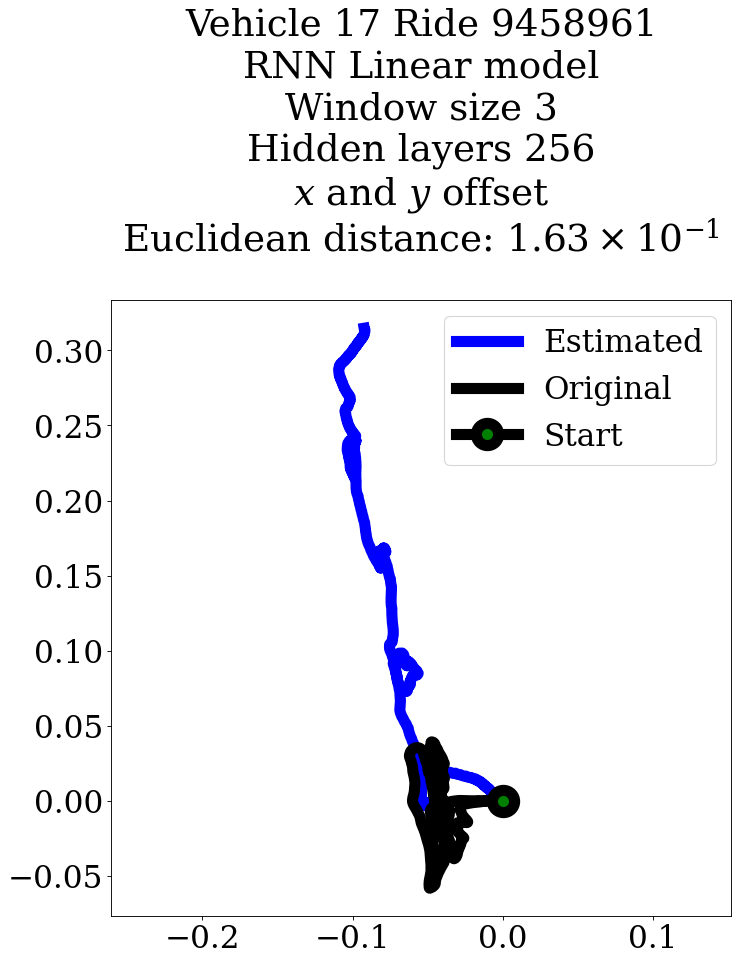 Vehicle 17 Ride 9458961
RNN Linear model
Window size 3
Hidden layers 256
x and y offset
Euclidean distance: 1.63 × 10⁻¹
Estimated
Original
Start
0.30
0.25
0.20
0.15
0.10
0.05
0.00
−0.05
−0.2
−0.1
0.0
0.1